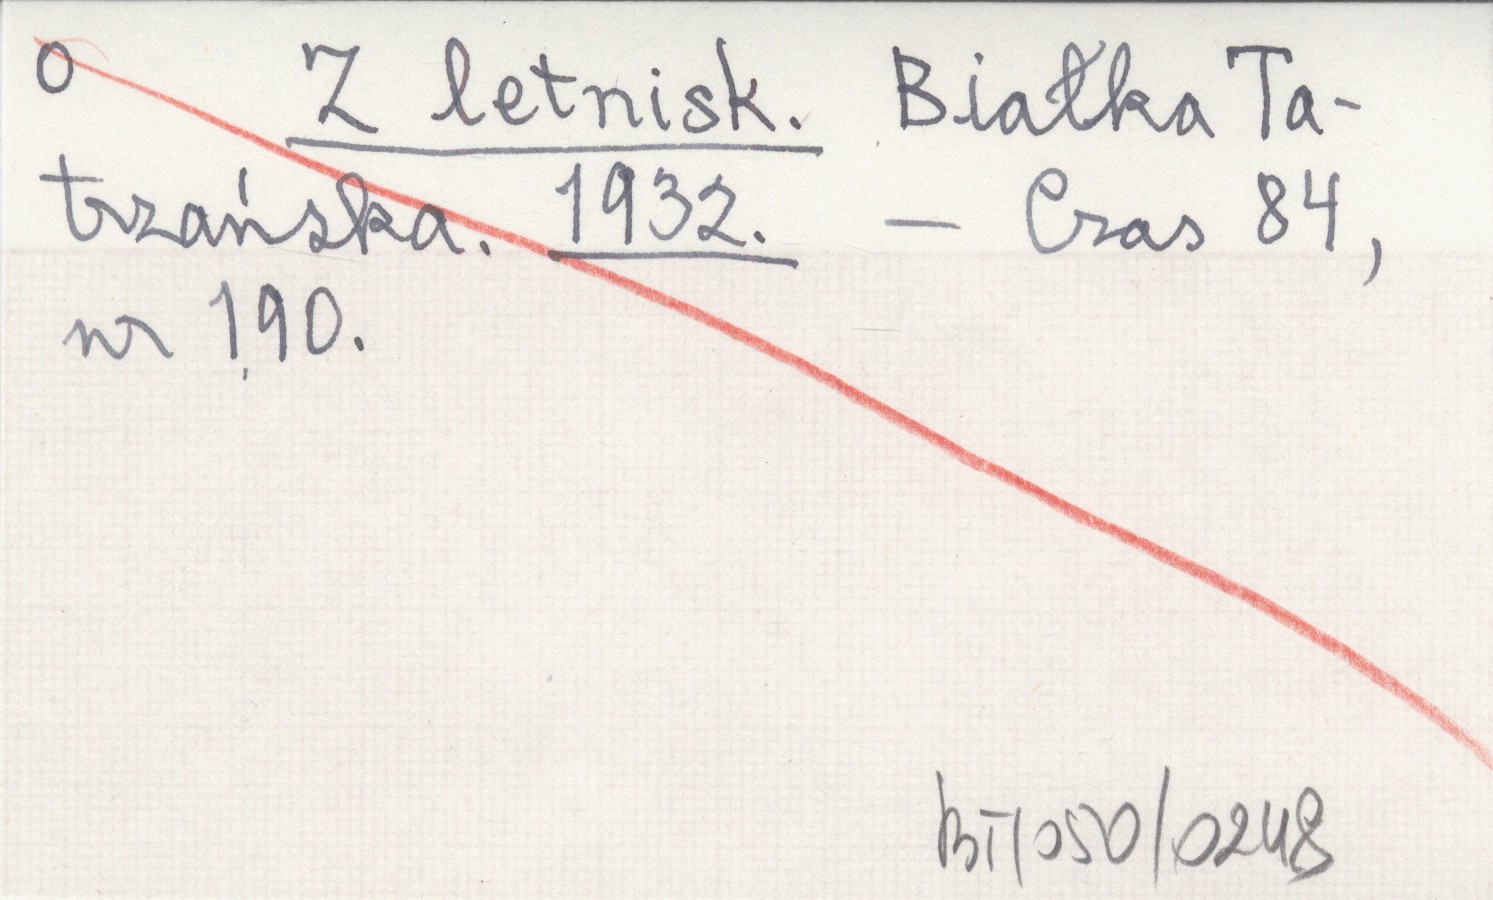 O Z letnisk. Białka Ta-
trzańska. 1932. — Czas 84,
nr 190.
BT/050/0248